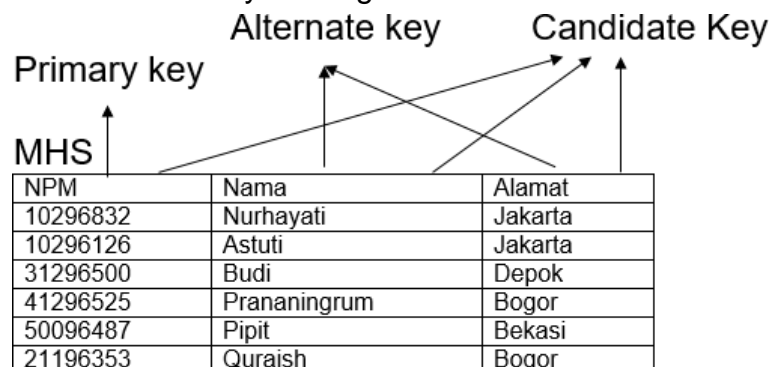 Alternate key Candidate Key
Primary key
MHS
NPM Nama Alamat
10296832 Nurhayati Jakarta
10296126 Astuti Jakarta
31296500 Budi Depok
41296525 Prananingrum Bogor
50096487 Pipit Bekasi
21196353 Quraish Bogor